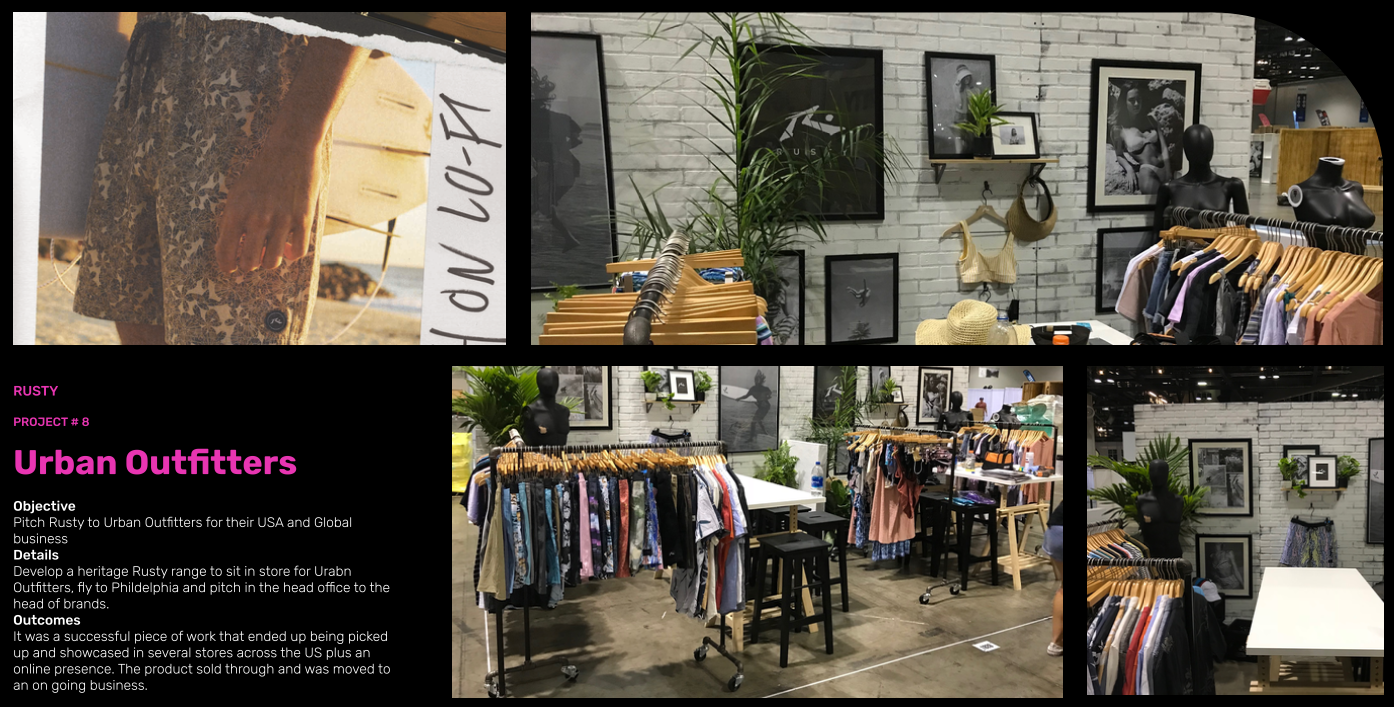 HON LO-FI
RUSTY
RUSTY
PROJECT # 8
Urban Outfitters
Objective
Pitch Rusty to Urban Outfitters for their USA and Global
business
Details
Develop a heritage Rusty range to sit in store for Urabn
Outfitters, fly to Phildelphia and pitch in the head office to the
head of brands.
Outcomes
It was a successful piece of work that ended up being picked
up and showcased in several stores across the US plus an
online presence. The product sold through and was moved to
an on going business.